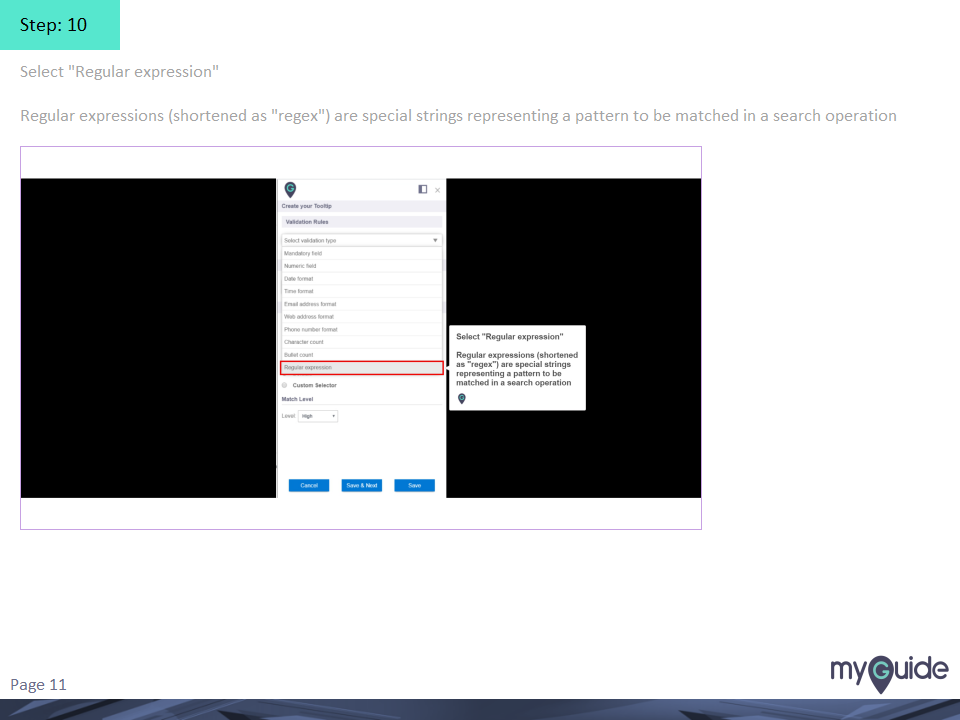 Step: 10
Select "Regular expression"
Regular expressions (shortened as "regex") are special strings representing a pattern to be matched in a search operation
G
Create your Tooltip
Validation Rules
Select validation type
Mandatory field
Numeric field
Date format
Time format
Email address format
Web address format
Phone number format
Character count
Bullet count
Regular expression
Custom Selector
Match Level
Level High
Cancel Save & Next Save
Select "Regular expression"
Regular expressions (shortened
as "regex") are special strings
representing a pattern to be
matched in a search operation
myGuide
Page 11